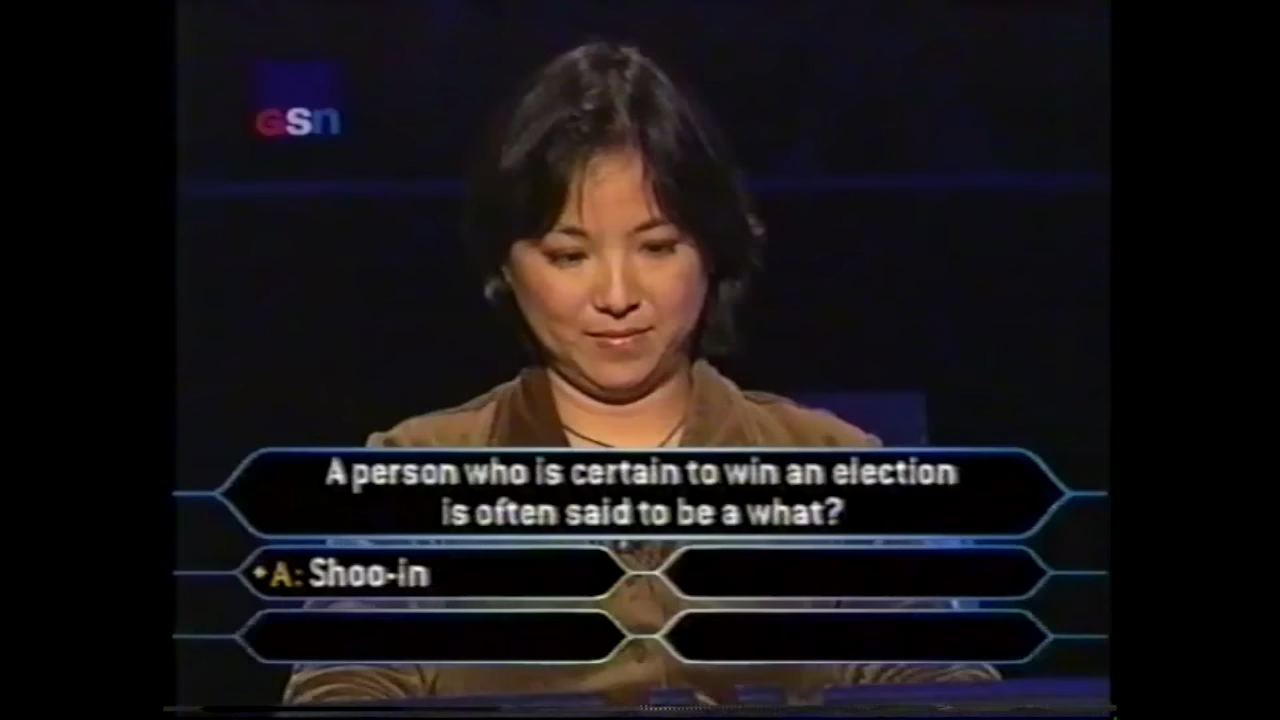 GSN
A person who is certain to win an election
is often said to be a what?
A: Shoo-in